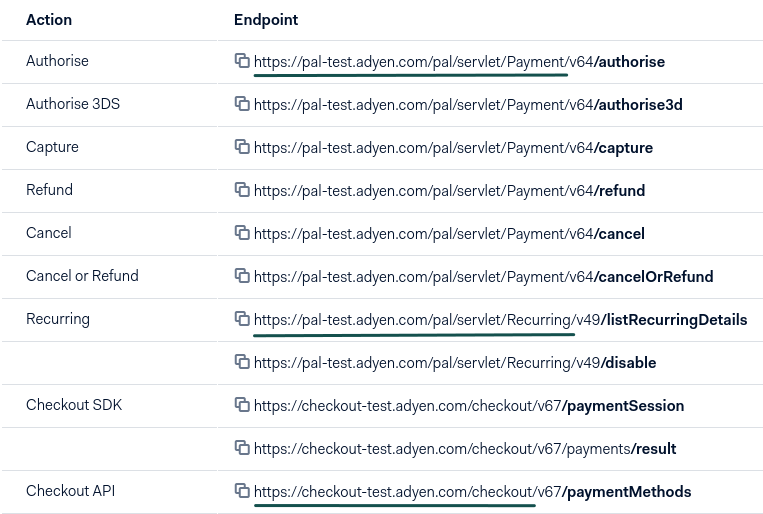 Action Endpoint
Authorise https://pal-test.adyen.com/pal/servlet/Payment/v64/authorise
Authorise 3DS https://pal-test.adyen.com/pal/servlet/Payment/v64/authorise3d
Capture https://pal-test.adyen.com/pal/servlet/Payment/v64/capture
Refund https://pal-test.adyen.com/pal/servlet/Payment/v64/refund
Cancel https://pal-test.adyen.com/pal/servlet/Payment/v64/cancel
Cancel or Refund https://pal-test.adyen.com/pal/servlet/Payment/v64/cancelOrRefund
Recurring https://pal-test.adyen.com/pal/servlet/Recurring/v49/listRecurringDetails
https://pal-test.adyen.com/pal/servlet/Recurring/v49/disable
Checkout SDK https://checkout-test.adyen.com/checkout/v67/paymentSession
https://checkout-test.adyen.com/checkout/v67/payments/result
Checkout API https://checkout-test.adyen.com/checkout/v67/paymentMethods